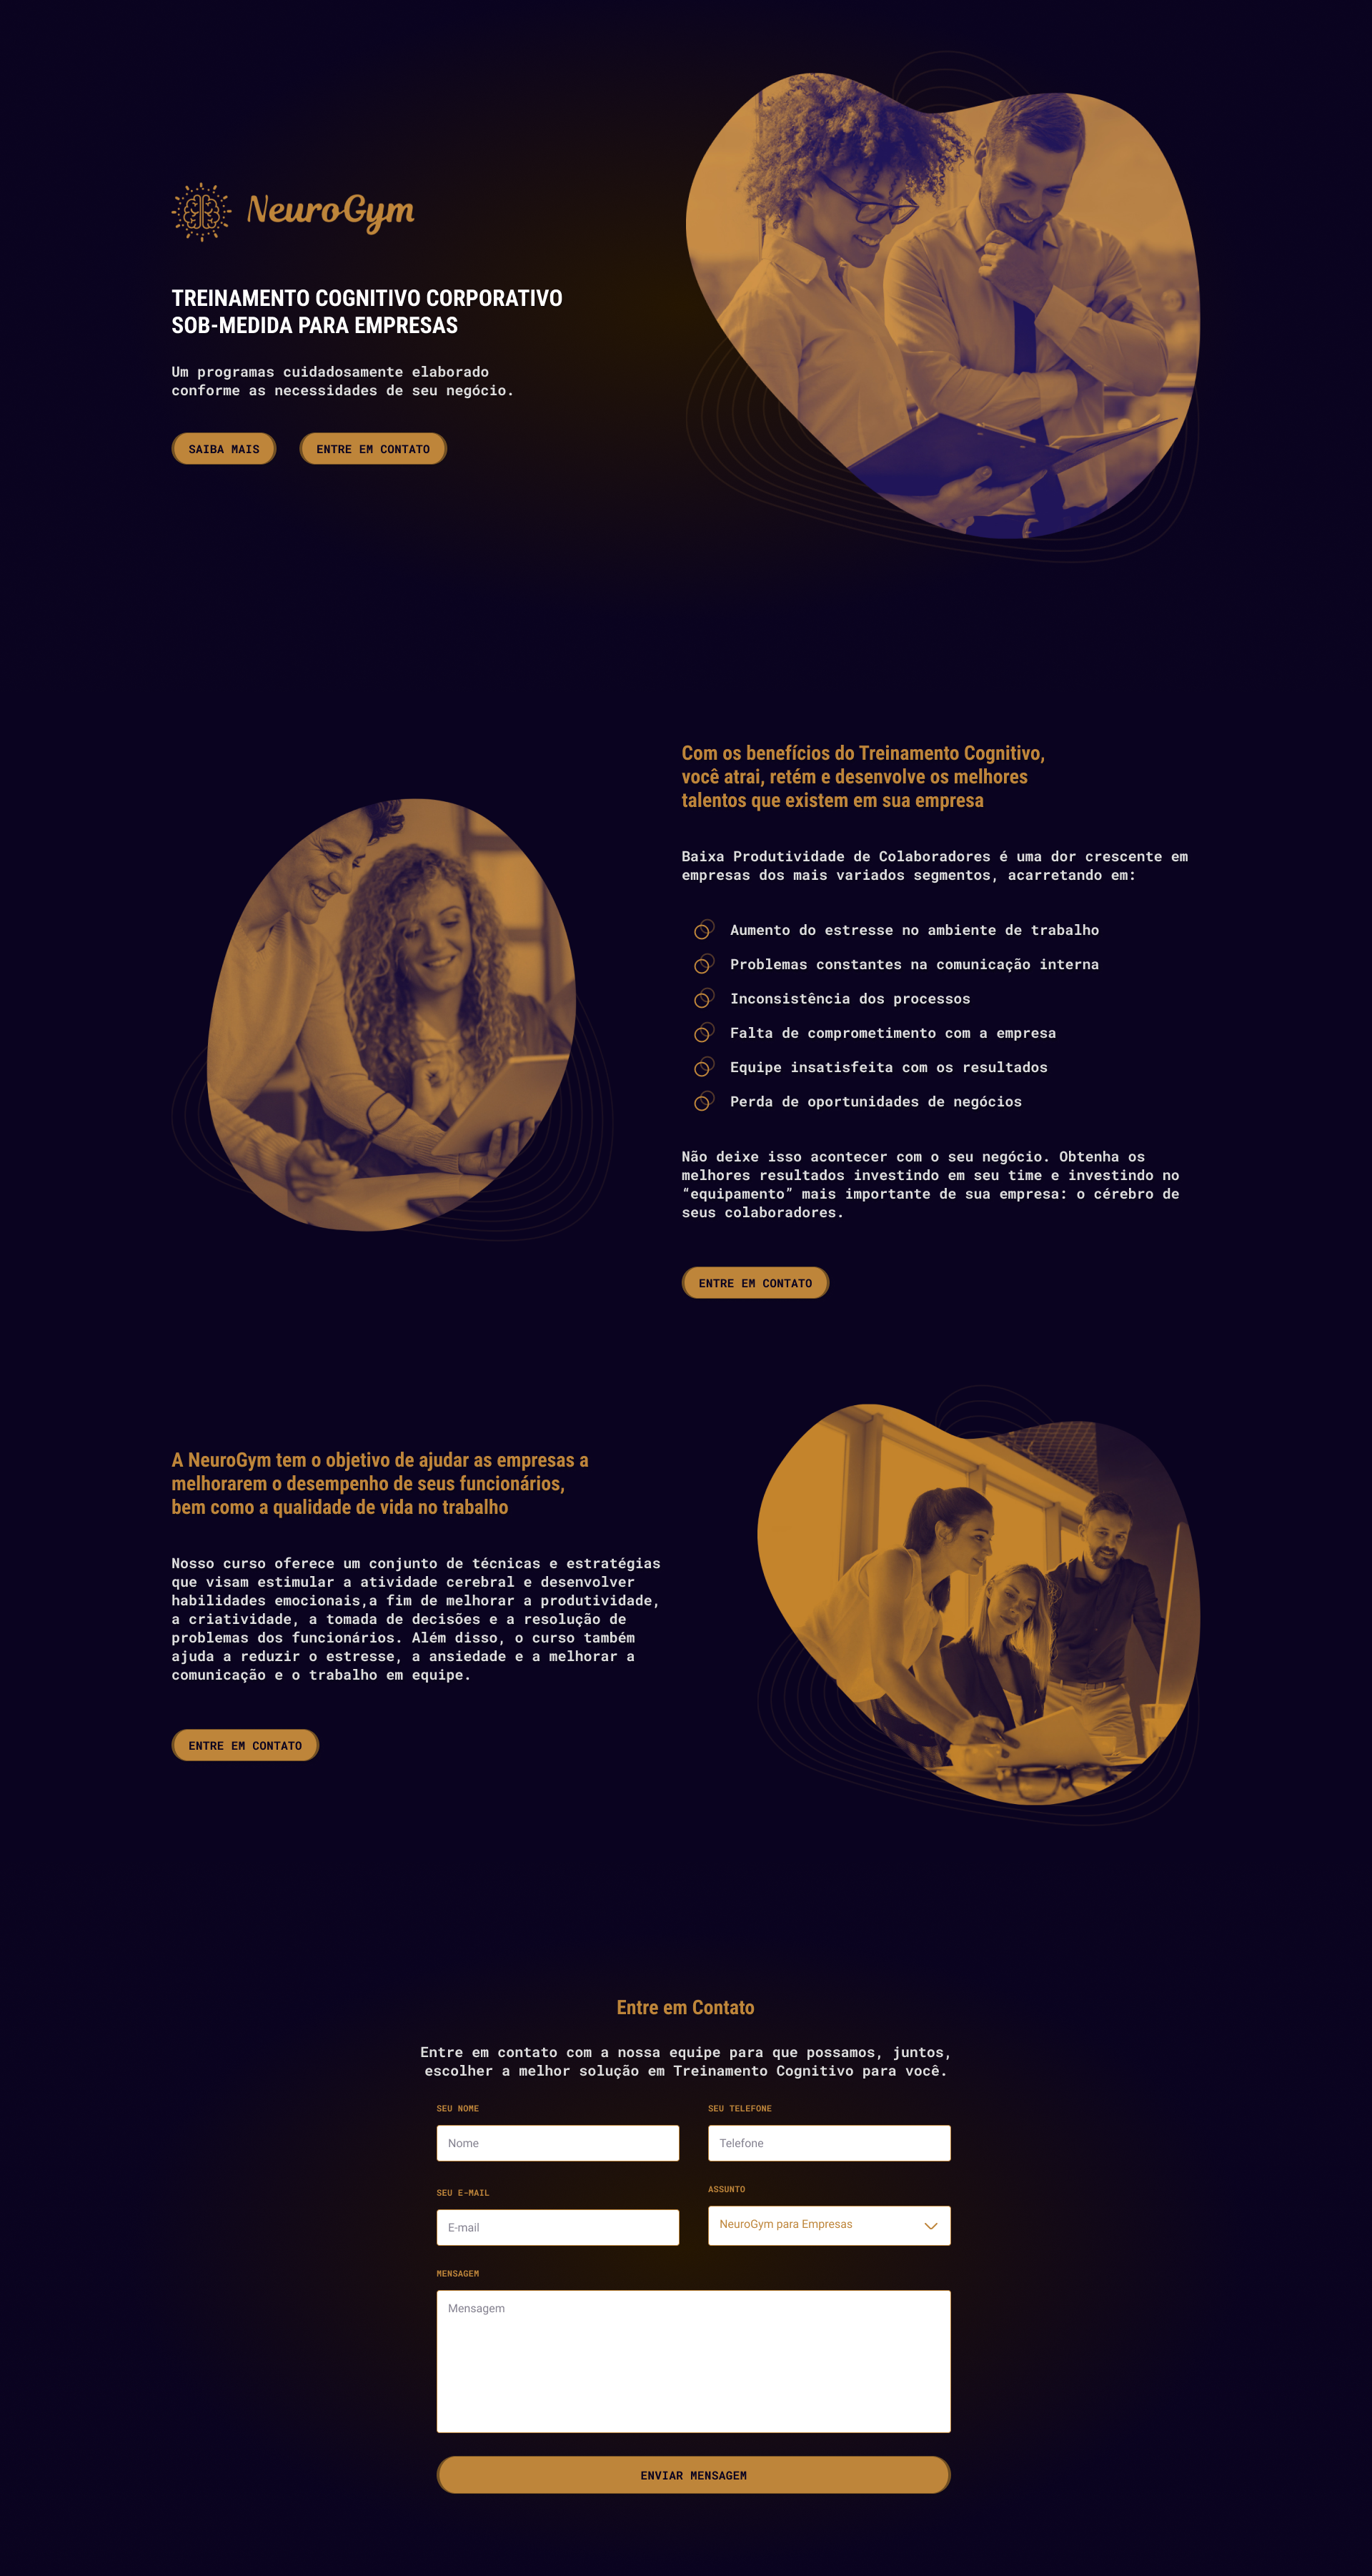 NeuroGym
TREINAMENTO COGNITIVO CORPORATIVO
SOB-MEDIDA PARA EMPRESAS
Um programas cuidadosamente elaborado
conforme as necessidades de seu negócio.
SAIBA MAIS
ENTRE EM CONTATO
Com os benefícios do Treinamento Cognitivo,
você atrai, retém e desenvolve os melhores
talentos que existem em sua empresa
Baixa Produtividade de Colaboradores é uma dor crescente em
empresas dos mais variados segmentos, acarretando em:
Aumento do estresse no ambiente de trabalho
Problemas constantes na comunicação interna
Inconsistência dos processos
Falta de comprometimento com a empresa
Equipe insatisfeita com os resultados
Perda de oportunidades de negócios
Não deixe isso acontecer com o seu negócio. Obtenha os
melhores resultados investindo em seu time e investindo no
“equipamento” mais importante de sua empresa: o cérebro de
seus colaboradores.
ENTRE EM CONTATO
A NeuroGym tem o objetivo de ajudar as empresas a
melhorarem o desempenho de seus funcionários,
bem como a qualidade de vida no trabalho
Nosso curso oferece um conjunto de técnicas e estratégias
que visam estimular a atividade cerebral e desenvolver
habilidades emocionais,a fim de melhorar a produtividade,
a criatividade, a tomada de decisões e a resolução de
problemas dos funcionários. Além disso, o curso também
ajuda a reduzir o estresse, a ansiedade e a melhorar a
comunicação e o trabalho em equipe.
ENTRE EM CONTATO
Entre em Contato
Entre em contato com a nossa equipe para que possamos, juntos,
escolher a melhor solução em Treinamento Cognitivo para você.
SEU NOME
Nome
SEU TELEFONE
Telefone
SEU E-MAIL
E-mail
ASSUNTO
NeuroGym para Empresas
MENSAGEM
Mensagem
ENVIAR MENSAGEM